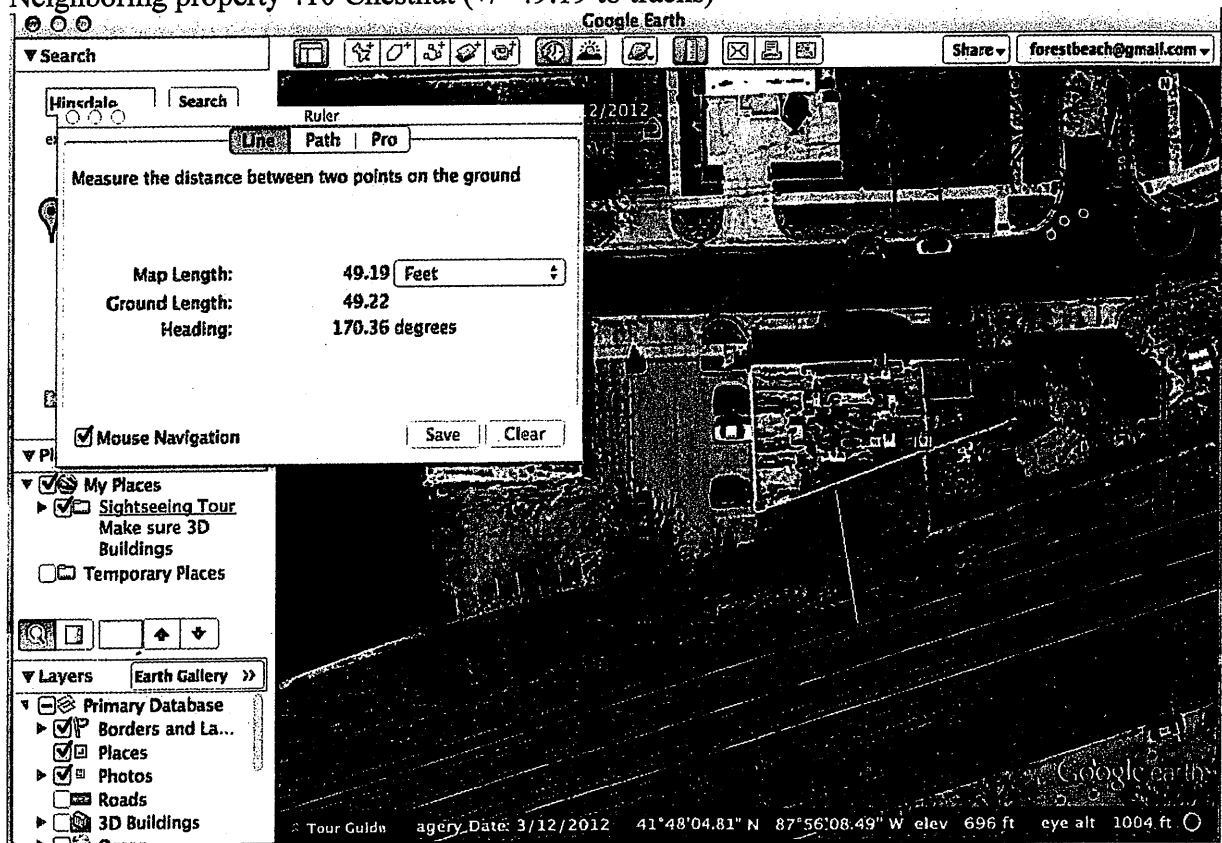 Neighboring property 410 Chestnut (+/- 49.19 to tracks)
Google Earth
Search
Share
forestbeach@gmail.com
Hinsdale
Search
2/2012
Ruler
Line Path Pro
Measure the distance between two points on the ground
Map Length: 49.19 Feet
Ground Length: 49.22
Heading: 170.36 degrees
Mouse Navigation
Save Clear
Pl
My Places
Sightseeing Tour
Make sure 3D
Buildings
Temporary Places
Layers
Earth Gallery »
Primary Database
Borders and La...
Places
Photos
Roads
3D Buildings
Google earth
Tour Guide agery Date: 3/12/2012 41°48'04.81" N 87°56'08.49" W elev 696 ft eye alt 1004 ft